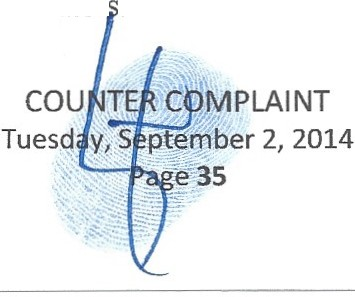 s
COUNTER COMPLAINT
Tuesday, September 2, 2014
Page 35